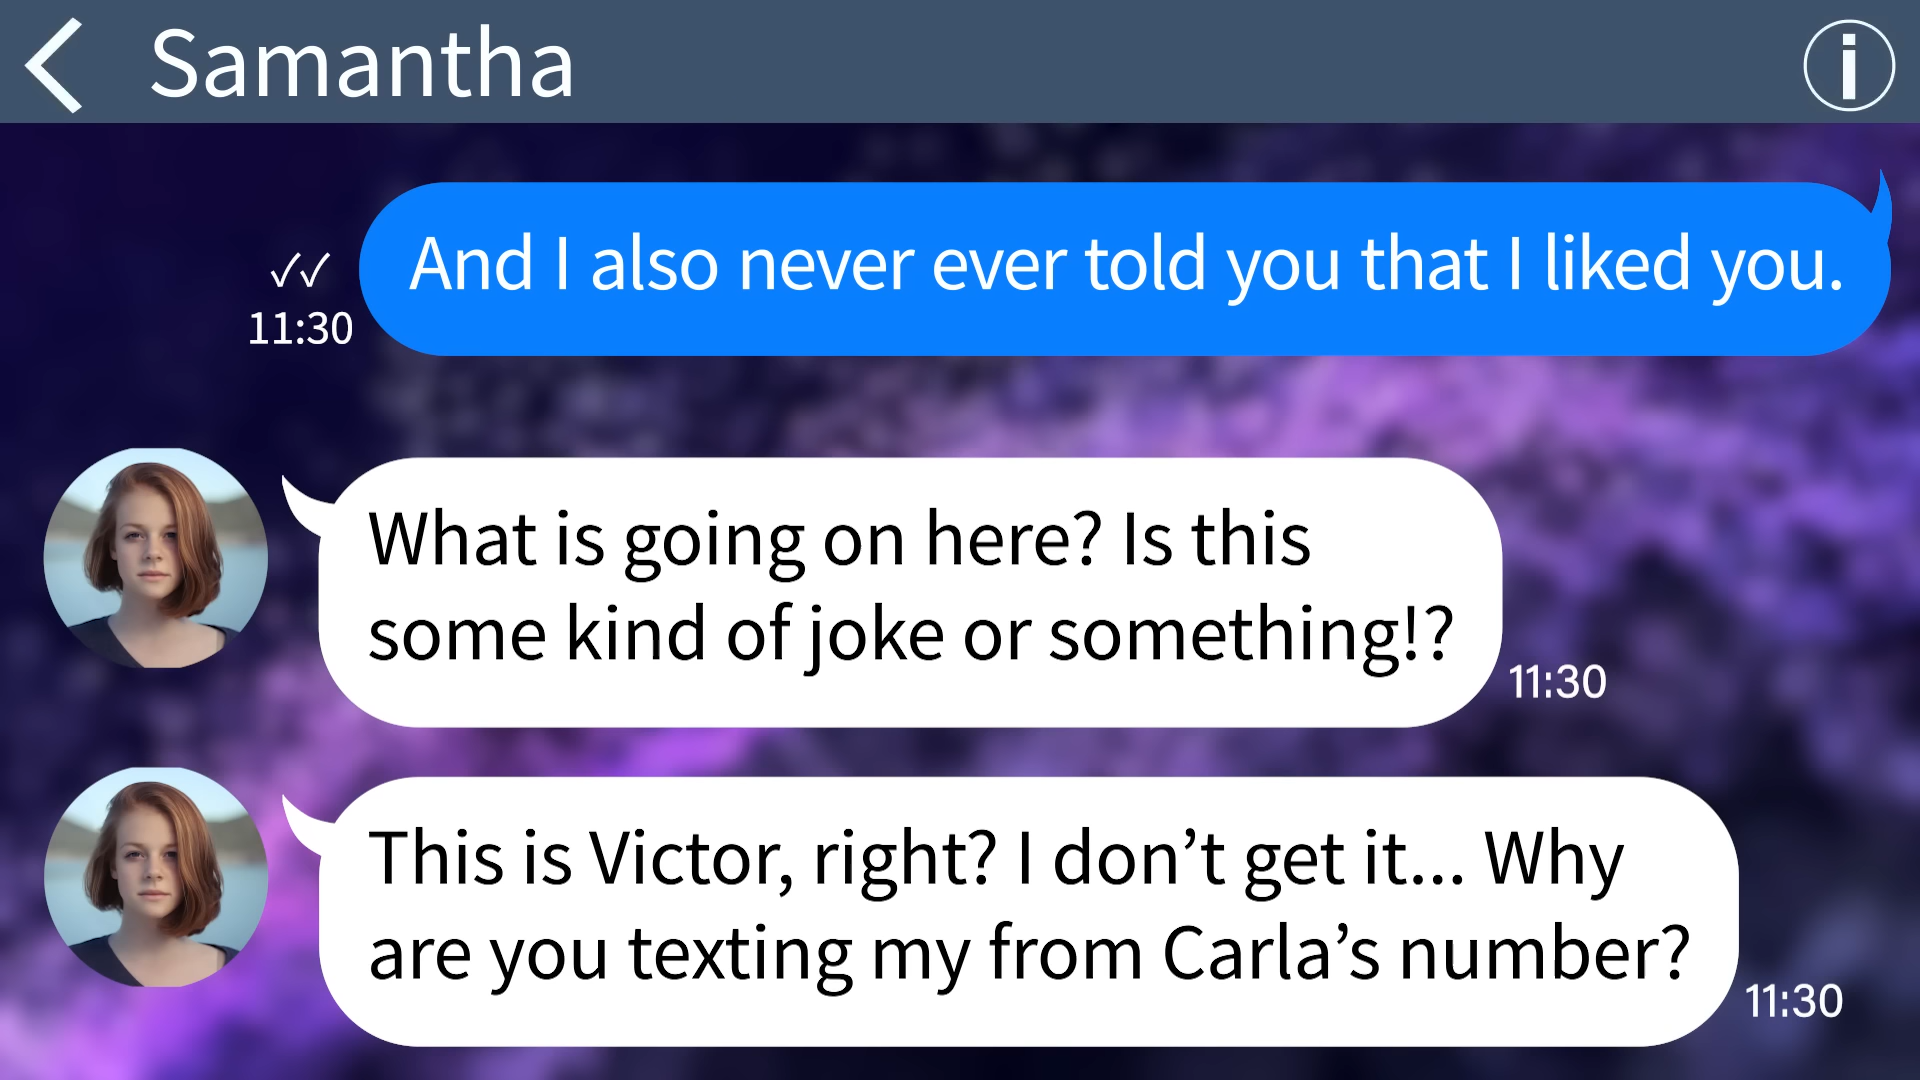 Samantha
And I also never ever told you that I liked you.
✓✓
11:30
What is going on here? Is this
some kind of joke or something!?
11:30
This is Victor, right? I don’t get it... Why
are you texting my from Carla’s number?
11:30